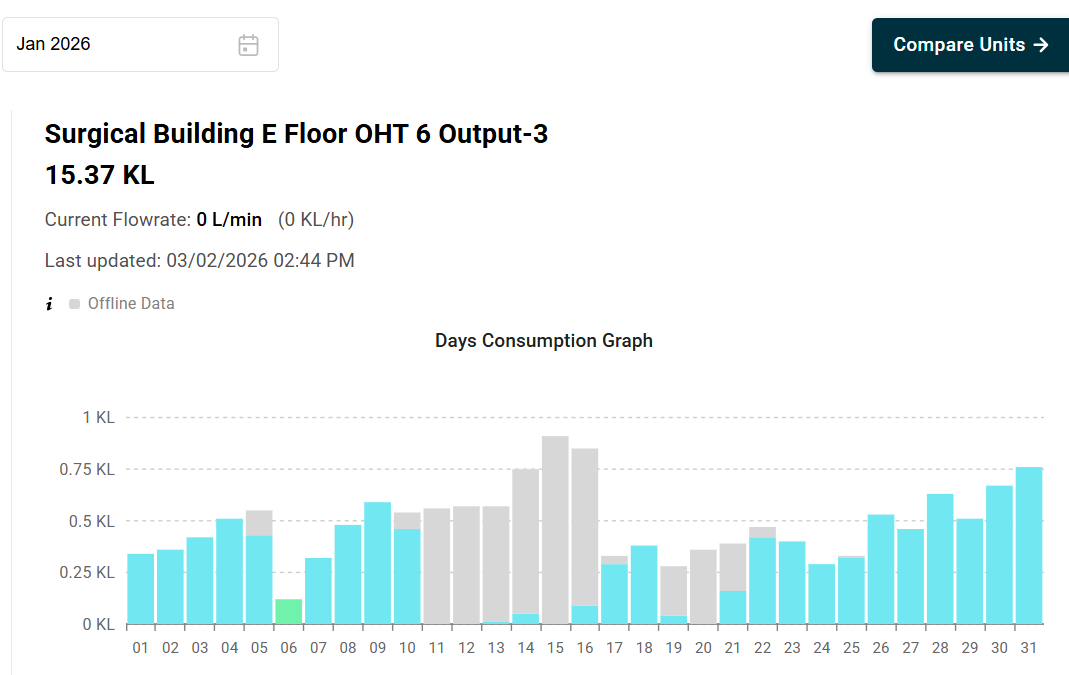 Jan 2026
Compare Units →
Surgical Building E Floor OHT 6 Output-3
15.37 KL
Current Flowrate: 0 L/min (0 KL/hr)
Last updated: 03/02/2026 02:44 PM
i Offline Data
Days Consumption Graph
1 KL
0.75 KL
0.5 KL
0.25 KL
0 KL
01 02 03 04 05 06 07 08 09 10 11 12 13 14 15 16 17 18 19 20 21 22 23 24 25 26 27 28 29 30 31